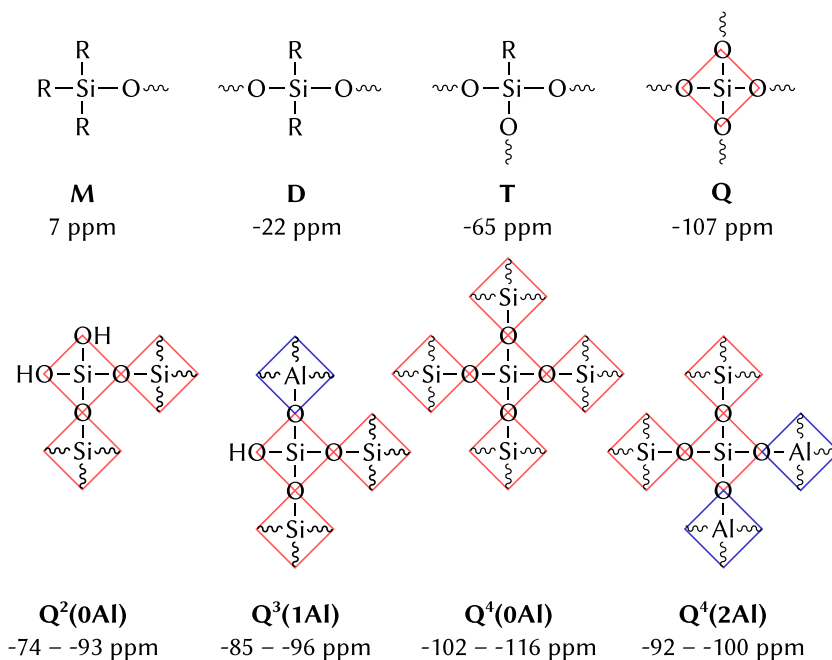 R R R O
R Si O O Si O O Si O O Si O
R R O O
M D T Q
7 ppm -22 ppm -65 ppm -107 ppm
Si
OH O
HO Si O Si Al Si O Si O Si Si
O O O O
Si HO Si O Si Si Si O Si O Al
O O
Si Al
Q²(0Al) Q³(1Al) Q⁴(0Al) Q⁴(2Al)
-74 – -93 ppm -85 – -96 ppm -102 – -116 ppm -92 – -100 ppm